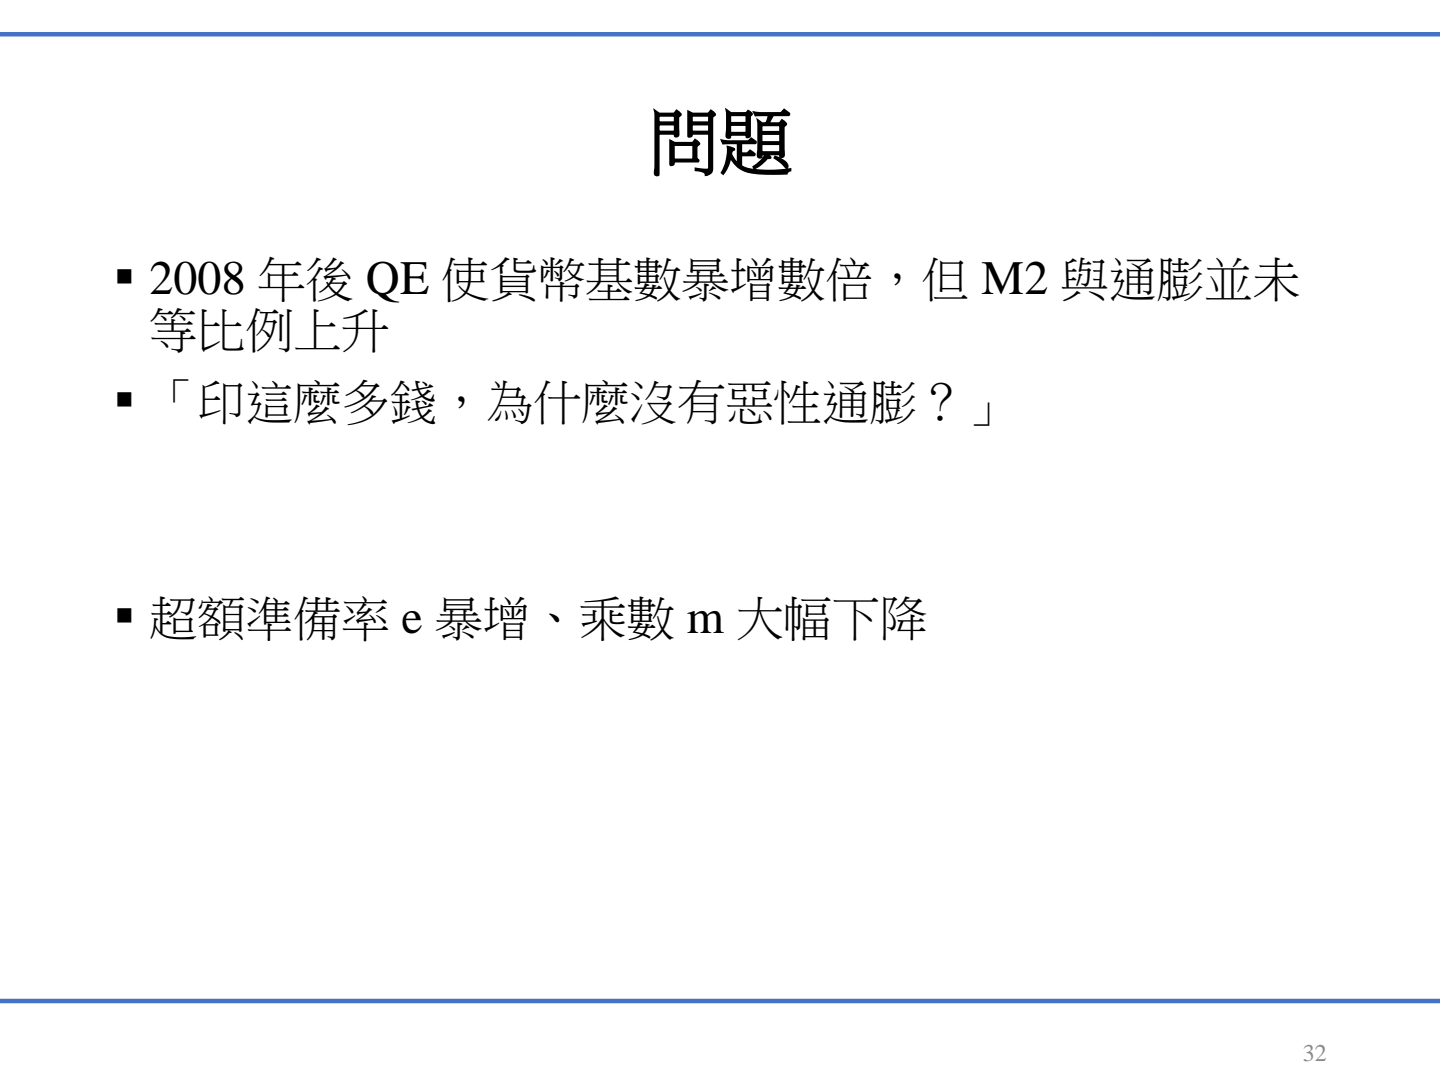 問題
▪ 2008 年後 QE 使貨幣基數暴增數倍，但 M2 與通膨並未
等比例上升
▪ 「印這麼多錢，為什麼沒有惡性通膨？」
▪ 超額準備率 e 暴增、乘數 m 大幅下降
32